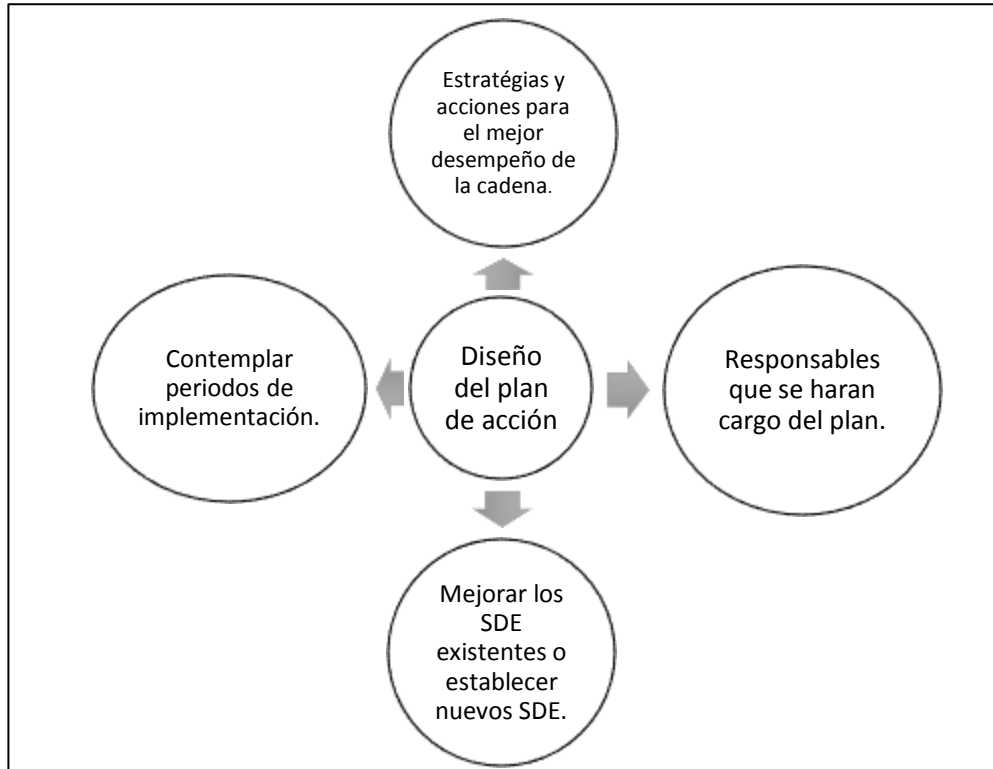 Estratégias y
acciones para
el mejor
desempeño de
la cadena.
Contemplar
periodos de
implementación.
Diseño
del plan
de acción
Responsables
que se haran
cargo del plan.
Mejorar los
SDE
existentes o
establecer
nuevos SDE.